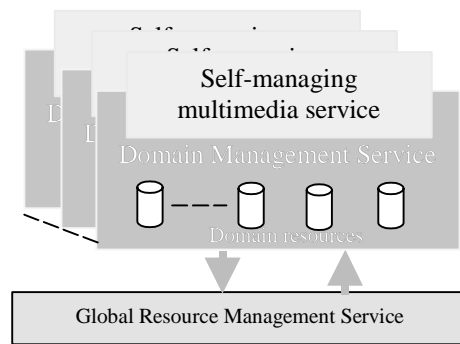 Self-managing
multimedia service
Domain Management Service
Domain resources
Global Resource Management Service